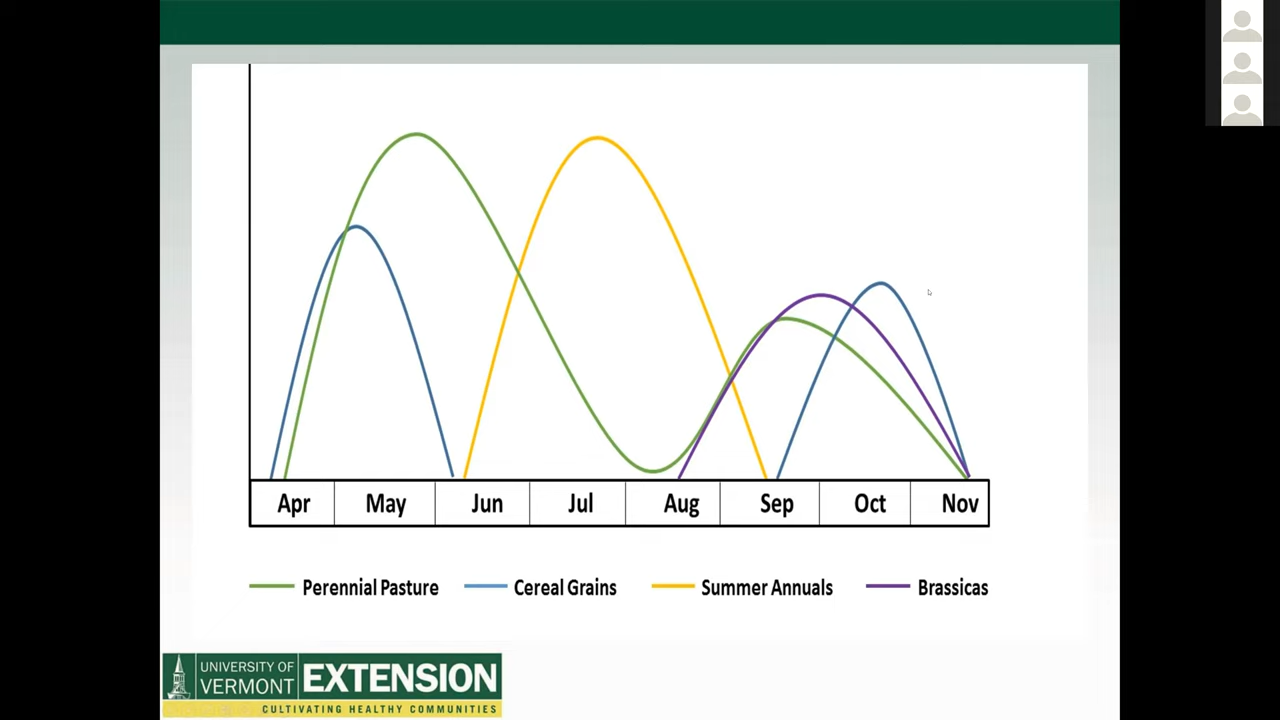 Apr May Jun Jul Aug Sep Oct Nov
Perennial Pasture Cereal Grains Summer Annuals Brassicas
UNIVERSITY OF
VERMONT
EXTENSION
CULTIVATING HEALTHY COMMUNITIES